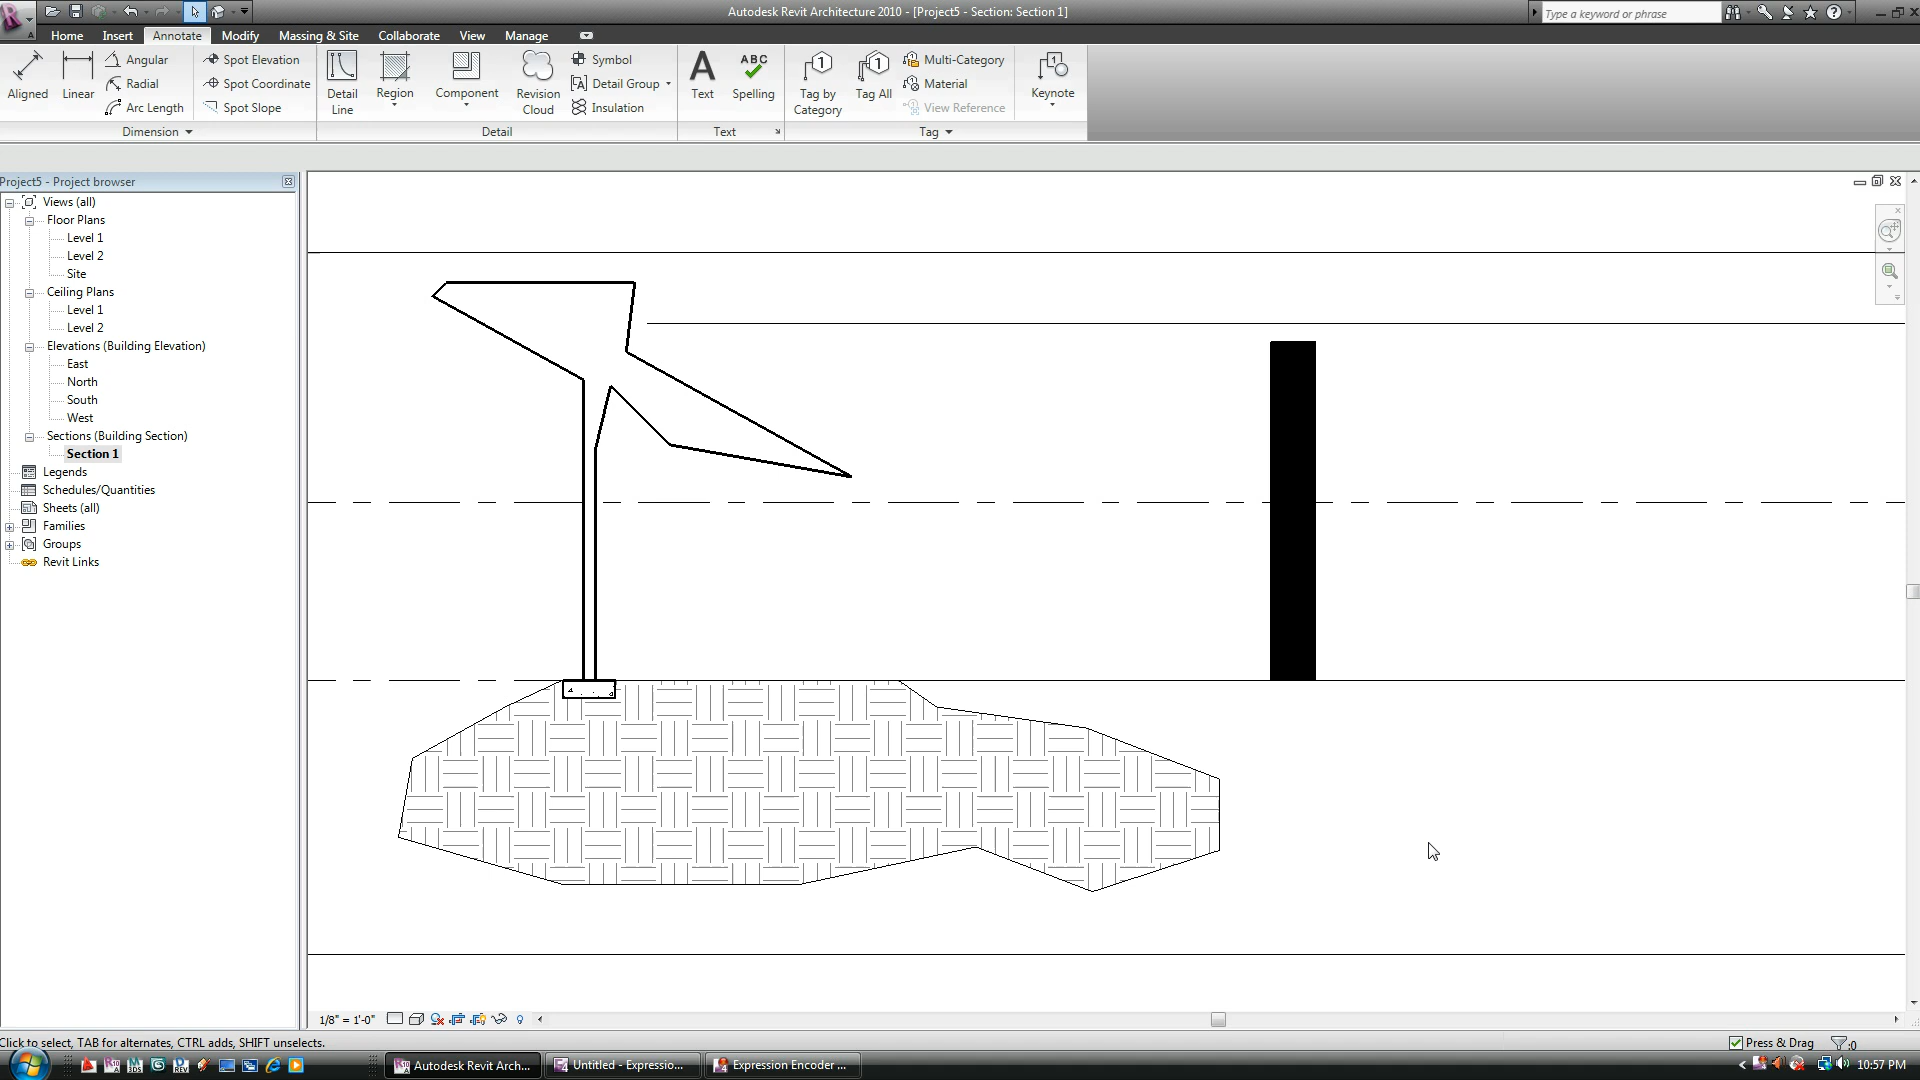 Autodesk Revit Architecture 2010 - [Project5 - Section: Section 1]
Type a keyword or phrase
Home Insert Annotate Modify Massing & Site Collaborate View Manage
Aligned
Linear
Angular
Radial
Arc Length
Spot Elevation
Spot Coordinate
Spot Slope
Dimension
Detail
Line
Region
Component
Revision
Cloud
Symbol
Detail Group
Insulation
Detail
Text
ABC
Spelling
Text
Tag by
Category
Tag All
Multi-Category
Material
View Reference
Tag
Keynote
Project5 - Project browser
Views (all)
Floor Plans
Level 1
Level 2
Site
Ceiling Plans
Level 1
Level 2
Elevations (Building Elevation)
East
North
South
West
Sections (Building Section)
Section 1
Legends
Schedules/Quantities
Sheets (all)
Families
Groups
Revit Links
1/8" = 1'-0"
Click to select, TAB for alternates, CTRL adds, SHIFT unselects.
Press & Drag
:0
Autodesk Revit Arch...
Untitled - Expressio...
Expression Encoder ...
10:57 PM